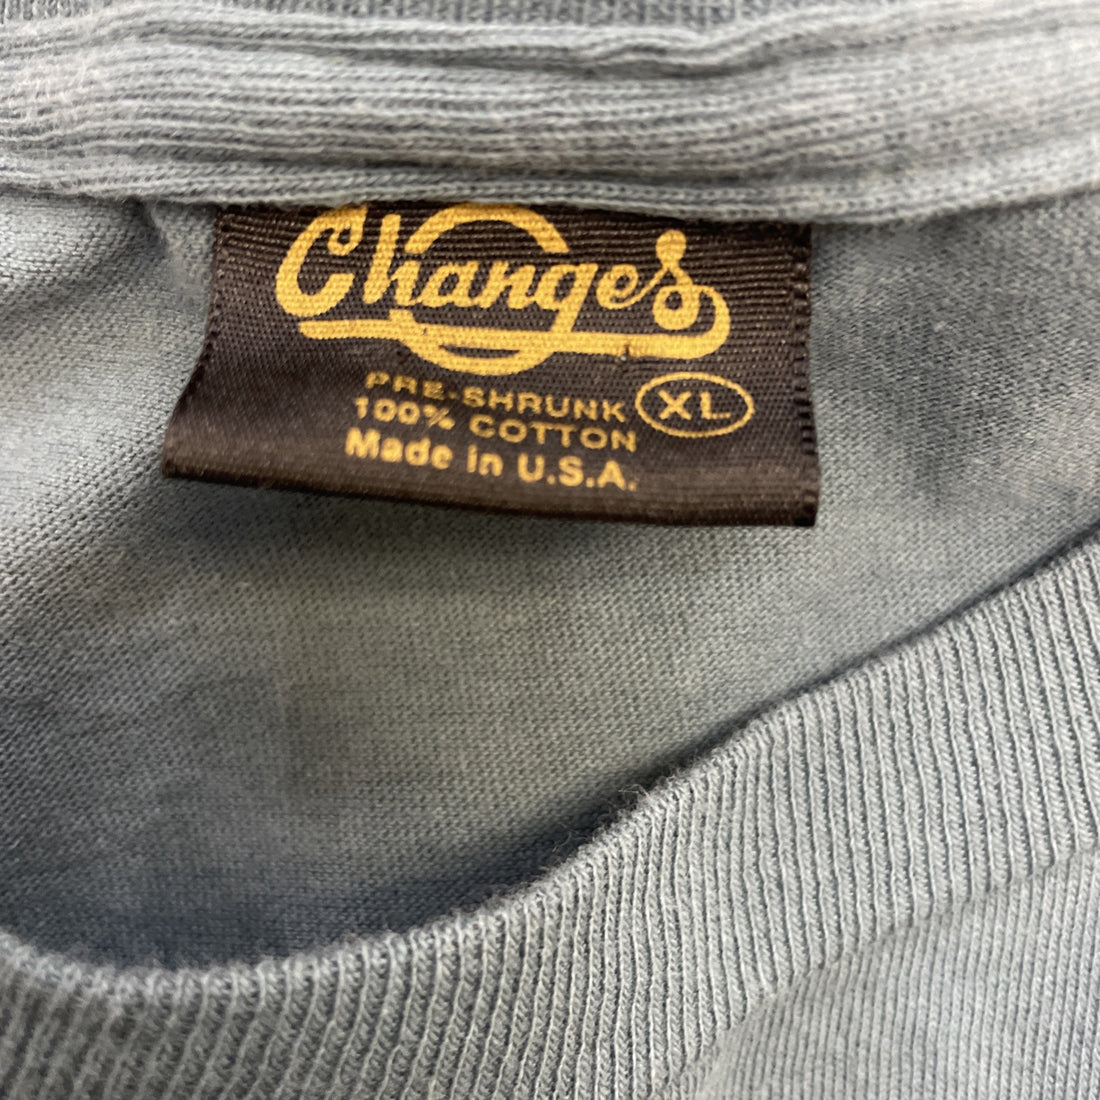 Changes
PRE-SHRUNK
XL
100% COTTON
Made in U.S.A.